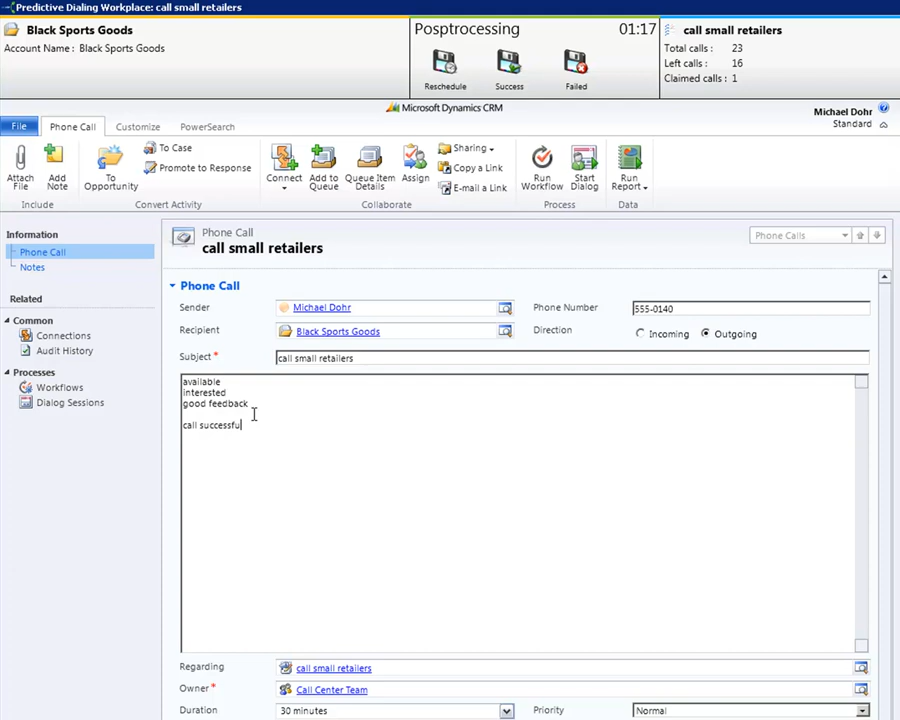 Predictive Dialing Workplace: call small retailers
Black Sports Goods
Account Name : Black Sports Goods
Posptprocessing 01:17
Reschedule Success Failed
call small retailers
Total calls : 23
Left calls : 16
Claimed calls : 1
Microsoft Dynamics CRM
Michael Dohr
Standard
File Phone Call Customize PowerSearch
Attach File
Add Note
Include
To Opportunity
To Case
Promote to Response
Convert Activity
Connect
Add to Queue
Queue Item Details
Assign
Sharing
Copy a Link
E-mail a Link
Collaborate
Run Workflow
Start Dialog
Process
Run Report
Data
Information
Phone Call
Notes
Related
Common
Connections
Audit History
Processes
Workflows
Dialog Sessions
Phone Call
call small retailers
Phone Calls
Phone Call
Sender Michael Dohr Phone Number 555-0140
Recipient Black Sports Goods Direction Incoming Outgoing
Subject * call small retailers
available
interested
good feedback
call successfu
Regarding call small retailers
Owner * Call Center Team
Duration 30 minutes Priority Normal